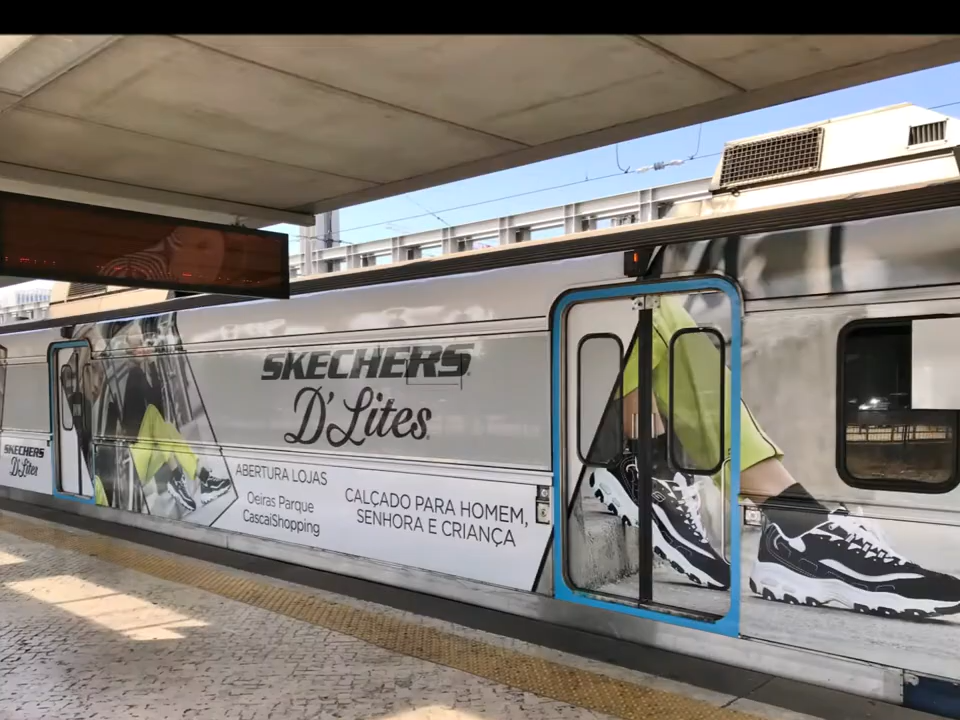 SKECHERS
D'Lites
SKECHERS
D'Lites
ABERTURA LOJAS
Oeiras Parque
CascaiShopping
CALÇADO PARA HOMEM,
SENHORA E CRIANÇA